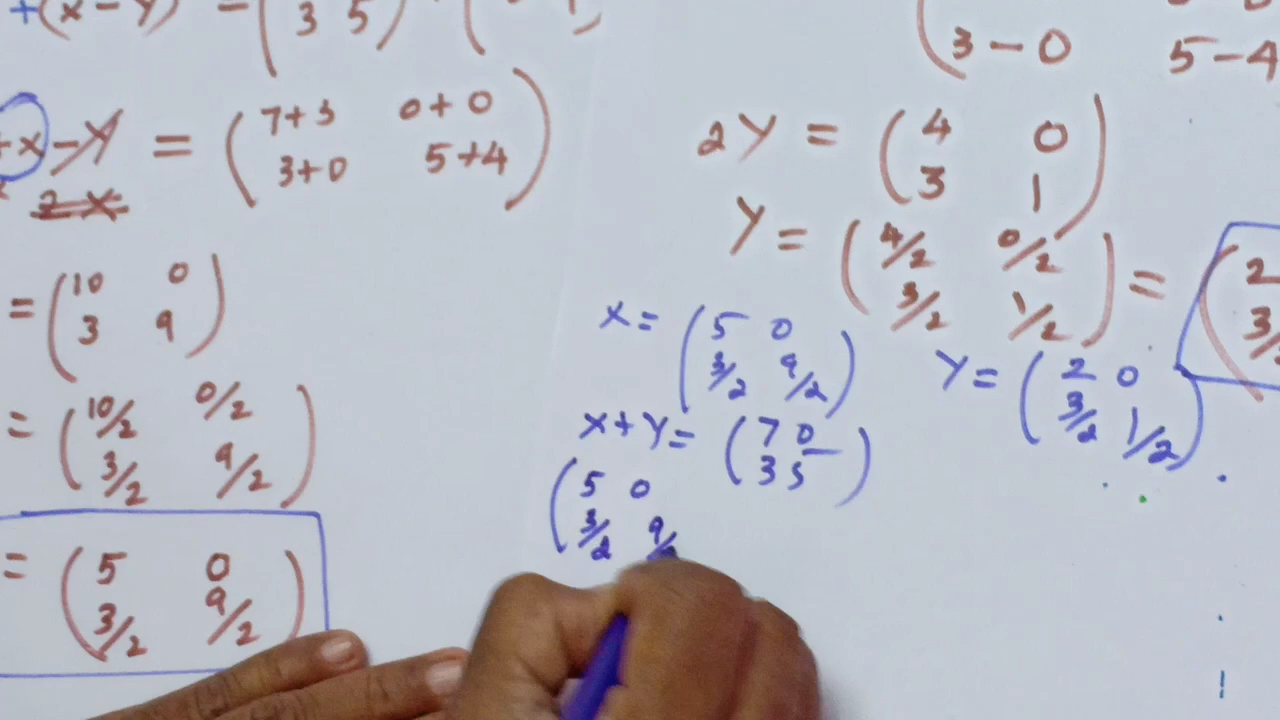 +(x-y) = (
3 5) (
+x-y = (7+3 0+0
3+0 5+4)
2x
= (10 0
3 9)
= (10/2 0/2
3/2 9/2)
= (5 0
3/2 9/2)
3-0 5-4
2Y = (4 0
3 1)
Y = (4/2 0/2
3/2 1/2) = (2
3/
X = (5 0
3/2 9/2)
Y = (2 0
3/2 1/2)
X+Y = (7 0
3 5)
(5 0
3/2 9/